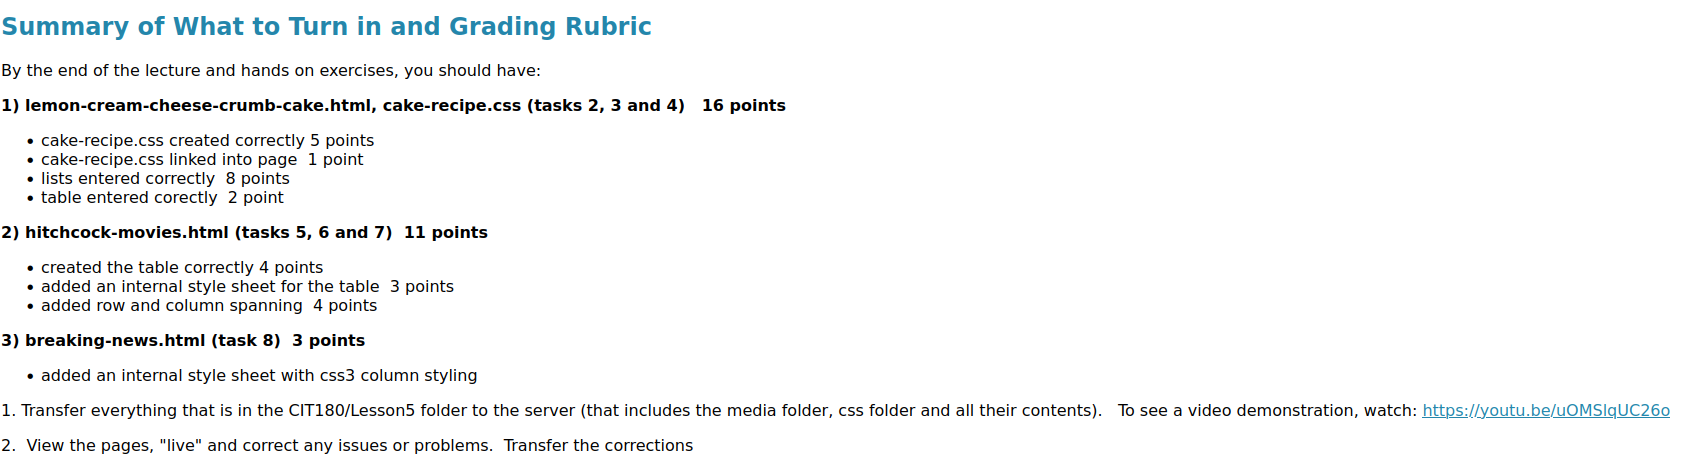 Summary of What to Turn in and Grading Rubric
By the end of the lecture and hands on exercises, you should have:
1) lemon-cream-cheese-crumb-cake.html, cake-recipe.css (tasks 2, 3 and 4)   16 points
• cake-recipe.css created correctly 5 points
• cake-recipe.css linked into page  1 point
• lists entered correctly  8 points
• table entered corectly  2 point
2) hitchcock-movies.html (tasks 5, 6 and 7)  11 points
• created the table correctly 4 points
• added an internal style sheet for the table  3 points
• added row and column spanning  4 points
3) breaking-news.html (task 8)  3 points
• added an internal style sheet with css3 column styling
1. Transfer everything that is in the CIT180/Lesson5 folder to the server (that includes the media folder, css folder and all their contents).   To see a video demonstration, watch: https://youtu.be/uOMSlqUC26o
2.  View the pages, "live" and correct any issues or problems.  Transfer the corrections